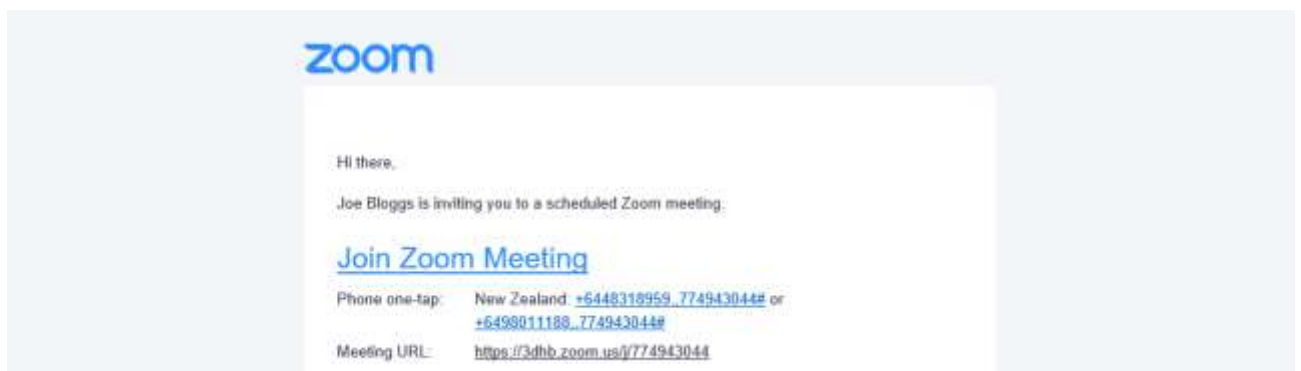 zoom
Hi there,
Joe Bloggs is inviting you to a scheduled Zoom meeting.
Join Zoom Meeting
Phone one-tap: New Zealand: +6448318959,,774943044# or
+6498011188,,774943044#
Meeting URL: https://3dhb.zoom.us/j/774943044